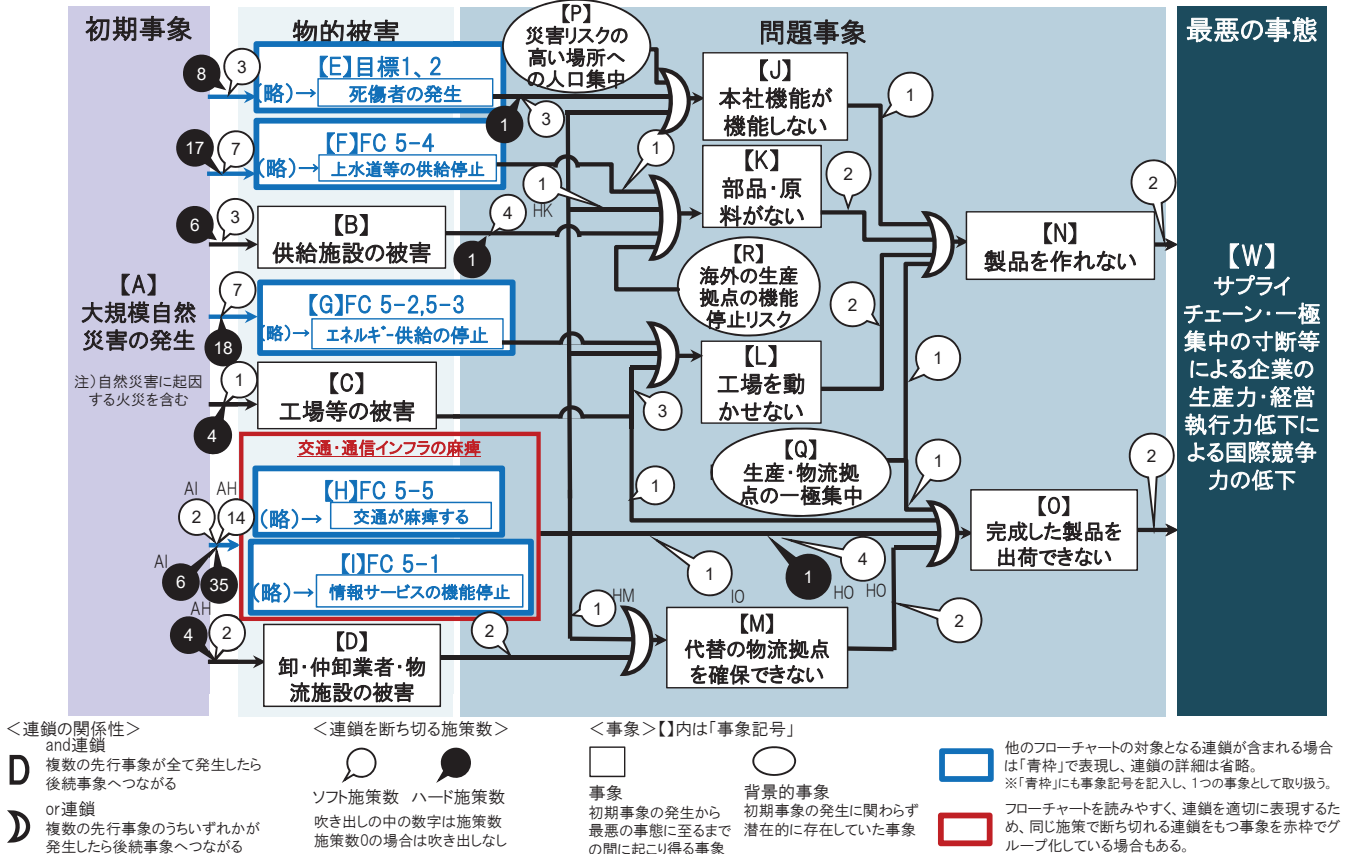 初期事象
物的被害
問題事象
最悪の事態
【A】
大規模自然
災害の発生
注）自然災害に起因
する火災を含む
8
3
【E】目標1、2
(略)→
死傷者の発生
1
3
17
7
【F】FC 5-4
(略)→
上水道等の供給停止
1
6
3
【B】
供給施設の被害
4
1
1
HK
7
18
【G】FC 5-2,5-3
(略)→
エネルギー供給の停止
1
4
【C】
工場等の被害
3
1
交通・通信インフラの麻痺
【H】FC 5-5
(略)→
交通が麻痺する
【I】FC 5-1
(略)→
情報サービスの機能停止
AI
AH
2
14
AI
6
35
AH
4
2
【D】
卸・仲卸業者・物
流施設の被害
2
1
HM
1
IO
1
HO
4
HO
【P】
災害リスクの
高い場所へ
の人口集中
【J】
本社機能が
機能しない
1
【K】
部品・原
料がない
2
【R】
海外の生産
拠点の機能
停止リスク
【L】
工場を動
かせない
2
【Q】
生産・物流拠
点の一極集中
1
1
【M】
代替の物流拠点
を確保できない
2
【N】
製品を作れない
2
【O】
完成した製品を
出荷できない
2
【W】
サプライ
チェーン・一極
集中の寸断等
による企業の
生産力・経営
執行力低下に
よる国際競争
力の低下
＜連鎖の関係性＞
and連鎖
複数の先行事象が全て発生したら
後続事象へつながる
or連鎖
複数の先行事象のうちいずれかが
発生したら後続事象へつながる
＜連鎖を断ち切る施策数＞
ソフト施策数 ハード施策数
吹き出しの中の数字は施策数
施策数0の場合は吹き出しなし
＜事象＞【】内は「事象記号」
事象
初期事象の発生から
最悪の事態に至るまで
の間に起こり得る事象
背景的事象
初期事象の発生に関わらず
潜在的に存在していた事象
他のフローチャートの対象となる連鎖が含まれる場合
は「青枠」で表現し、連鎖の詳細は省略。
※「青枠」にも事象記号を記入し、1つの事象として取り扱う。
フローチャートを読みやすく、連鎖を適切に表現するた
め、同じ施策で断ち切れる連鎖をもつ事象を赤枠でグ
ループ化している場合もある。